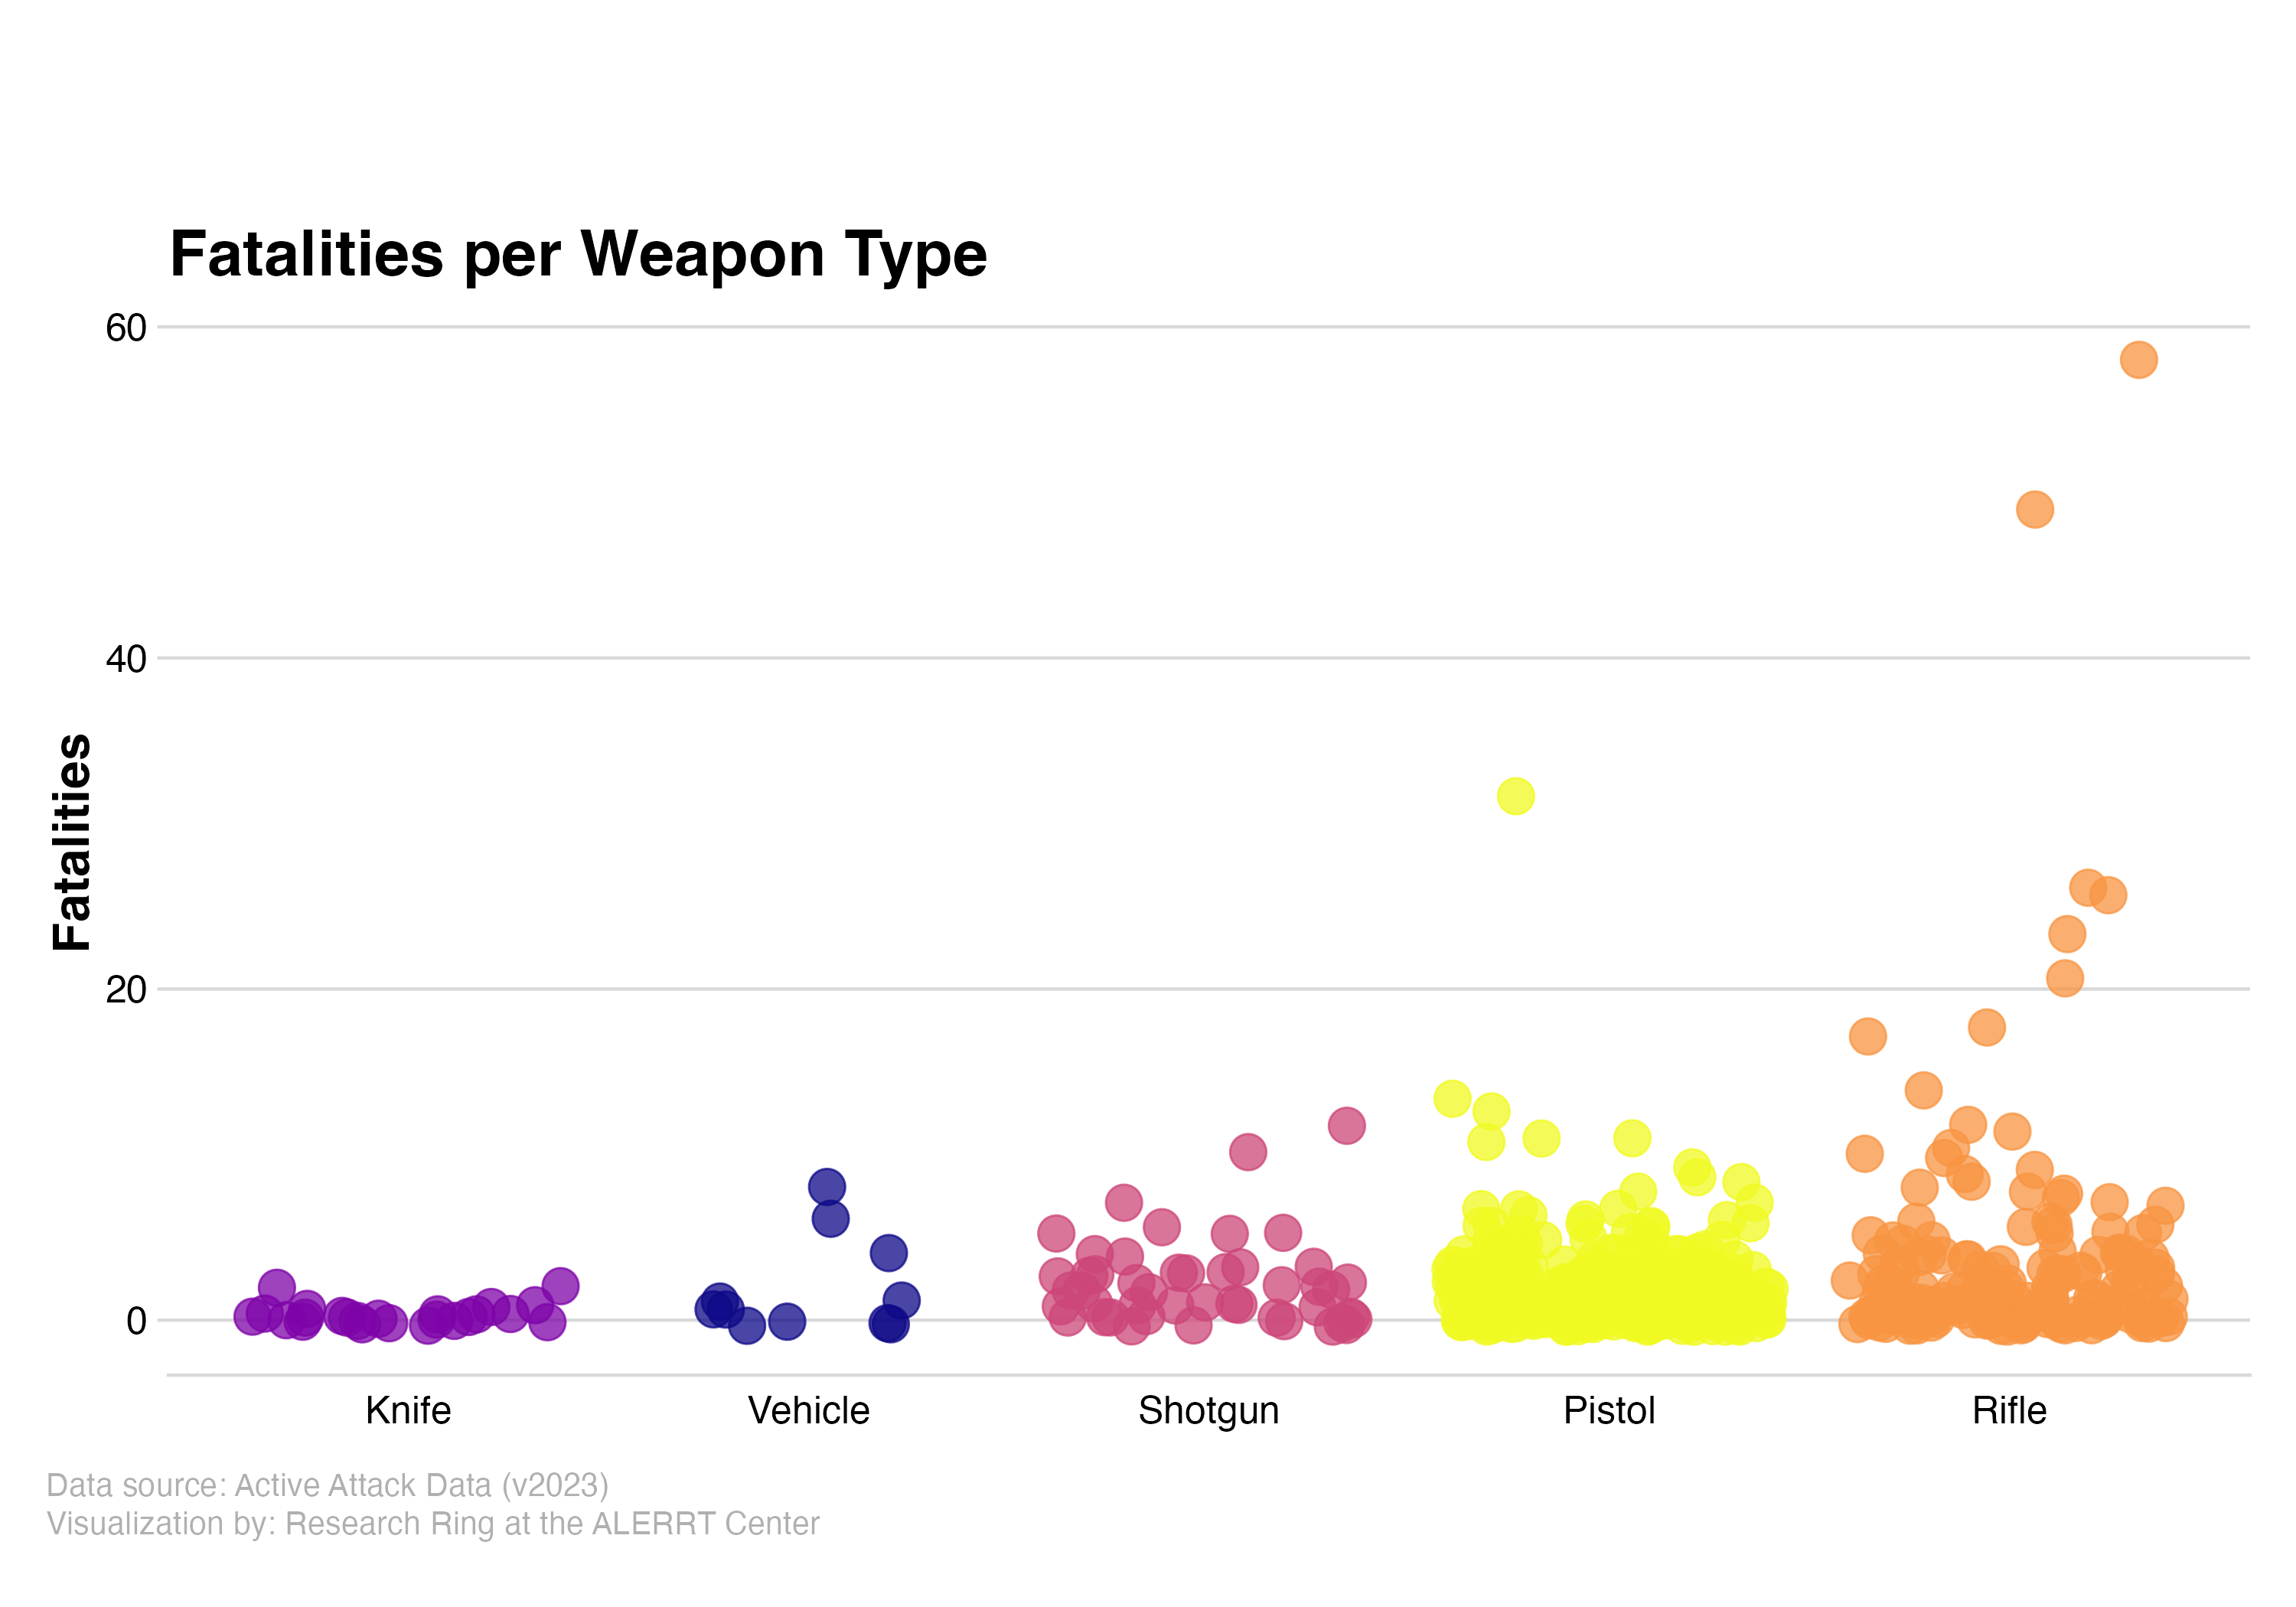 Fatalities per Weapon Type
60
40
20
0
Fatalities
Knife Vehicle Shotgun Pistol Rifle
Data source: Active Attack Data (v2023)
Visualization by: Research Ring at the ALERRT Center